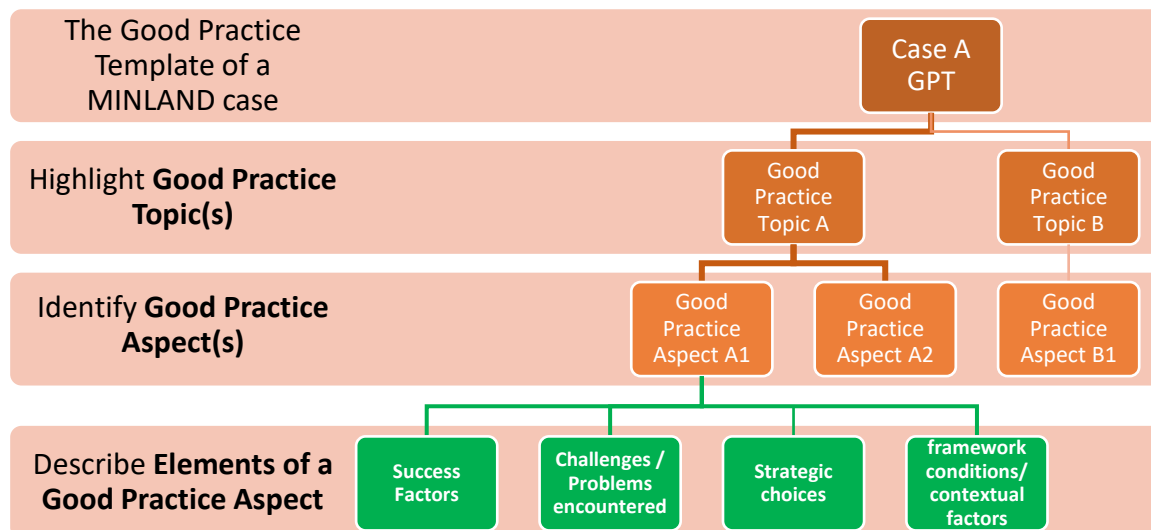 The Good Practice
Template of a
MINLAND case
Case A
GPT
Highlight Good Practice
Topic(s)
Good
Practice
Topic A
Good
Practice
Topic B
Identify Good Practice
Aspect(s)
Good
Practice
Aspect A1
Good
Practice
Aspect A2
Good
Practice
Aspect B1
Describe Elements of a
Good Practice Aspect
Success
Factors
Challenges /
Problems
encountered
Strategic
choices
framework
conditions/
contextual
factors